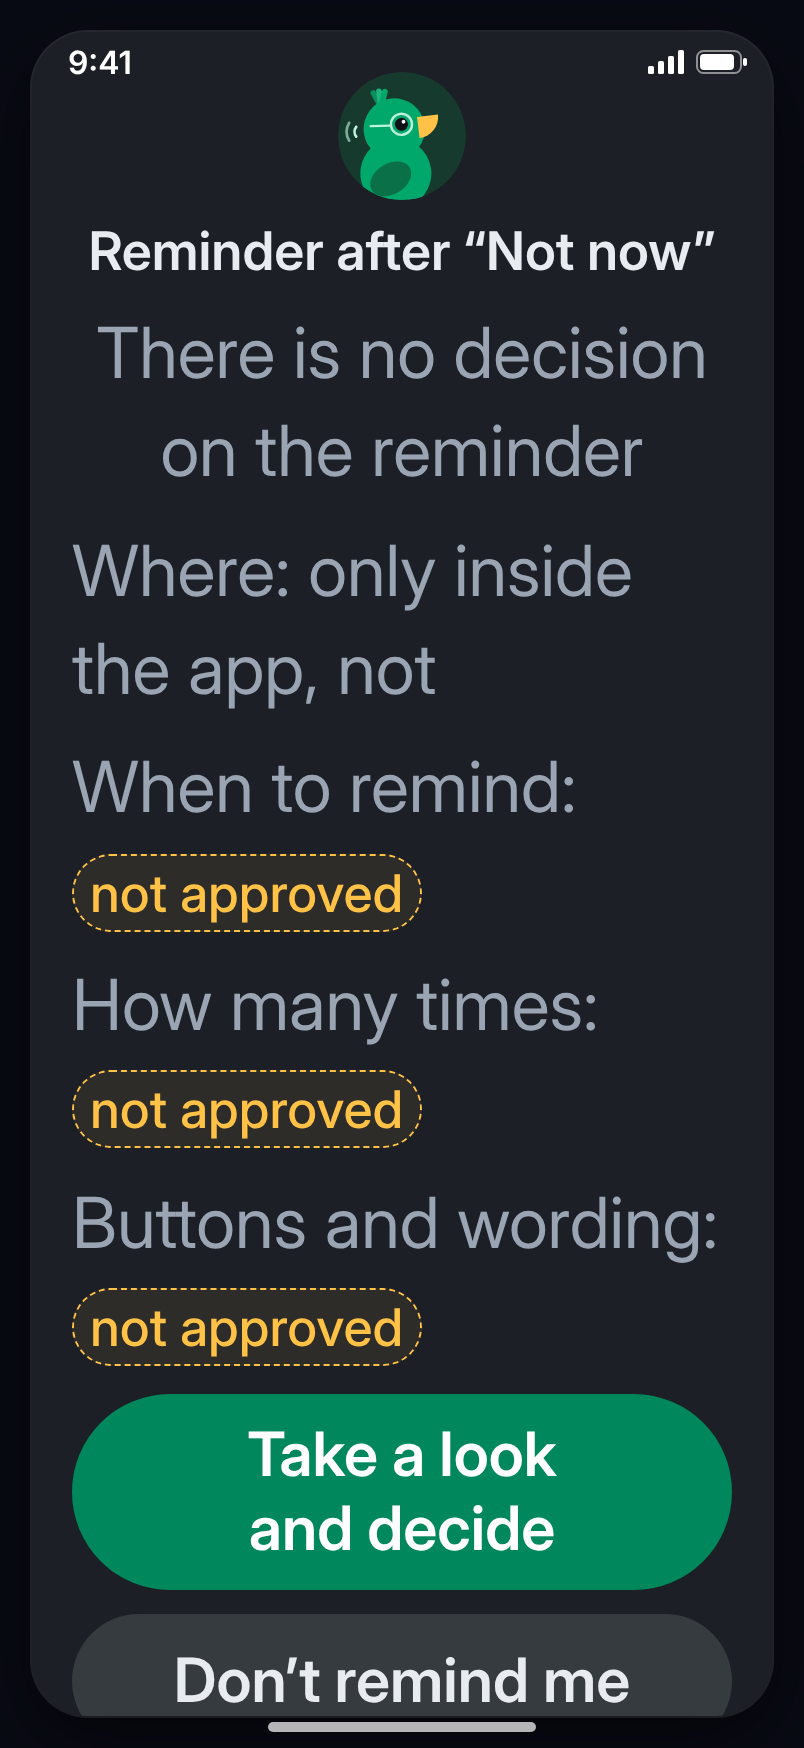 9:41
Reminder after “Not now”
There is no decision
on the reminder
Where: only inside
the app, not
When to remind:
not approved
How many times:
not approved
Buttons and wording:
not approved
Take a look
and decide
Don’t remind me